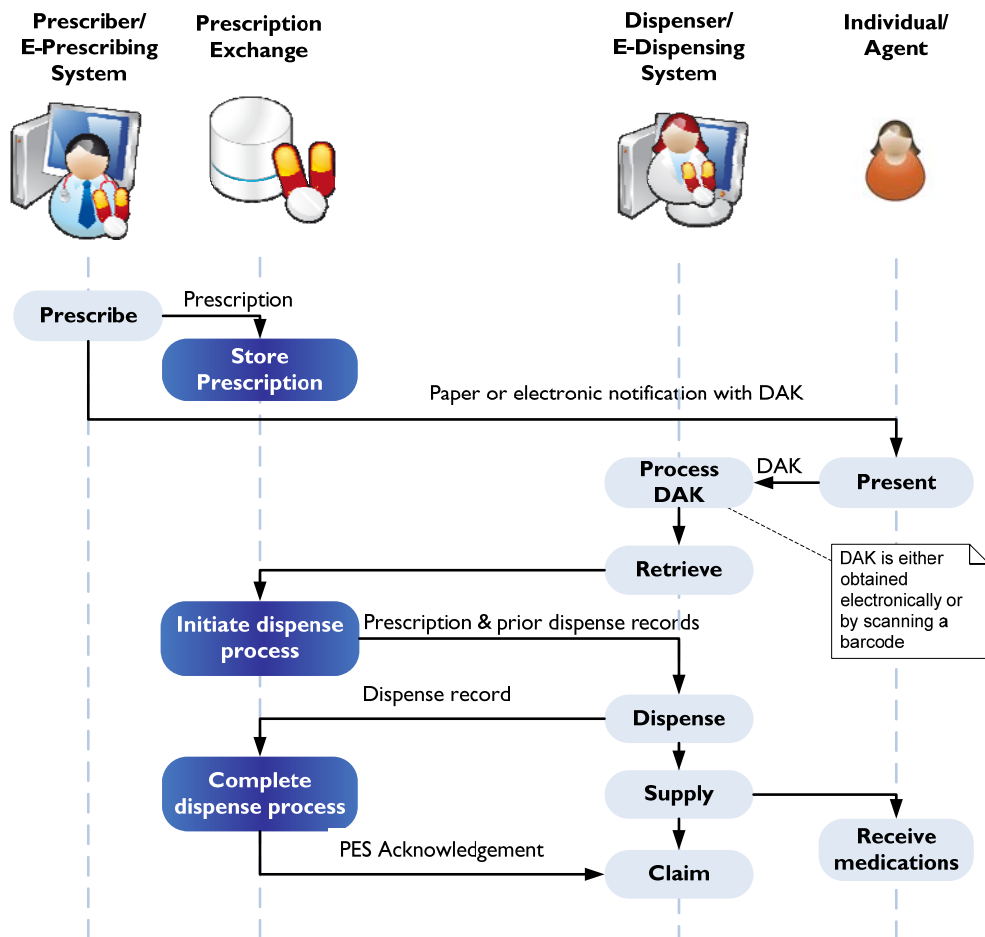 Prescriber/
E-Prescribing
System
Prescription
Exchange
Dispenser/
E-Dispensing
System
Individual/
Agent
Prescription
Prescribe
Store
Prescription
Paper or electronic notification with DAK
Process
DAK
DAK
Present
DAK is either
obtained
electronically or
by scanning a
barcode
Retrieve
Initiate dispense
process
Prescription & prior dispense records
Dispense record
Dispense
Complete
dispense process
Supply
Receive
medications
PES Acknowledgement
Claim